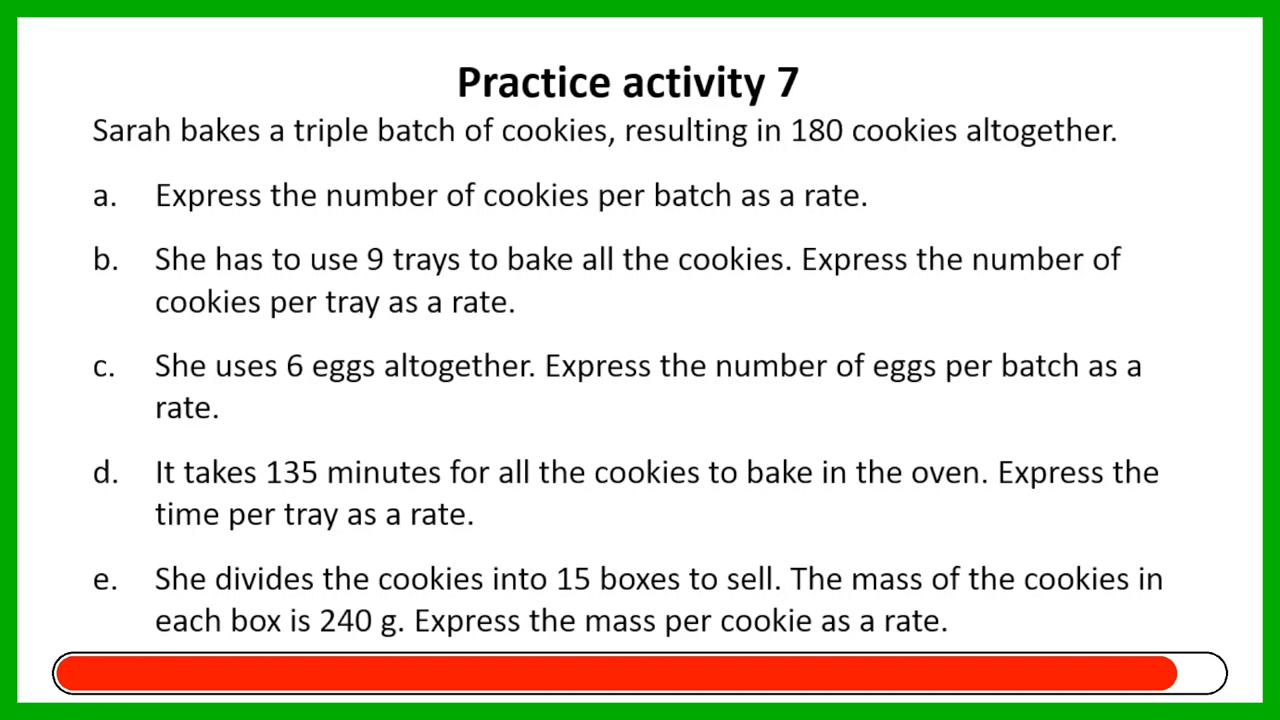 Practice activity 7
Sarah bakes a triple batch of cookies, resulting in 180 cookies altogether.
a. Express the number of cookies per batch as a rate.
b. She has to use 9 trays to bake all the cookies. Express the number of
cookies per tray as a rate.
c. She uses 6 eggs altogether. Express the number of eggs per batch as a
rate.
d. It takes 135 minutes for all the cookies to bake in the oven. Express the
time per tray as a rate.
e. She divides the cookies into 15 boxes to sell. The mass of the cookies in
each box is 240 g. Express the mass per cookie as a rate.